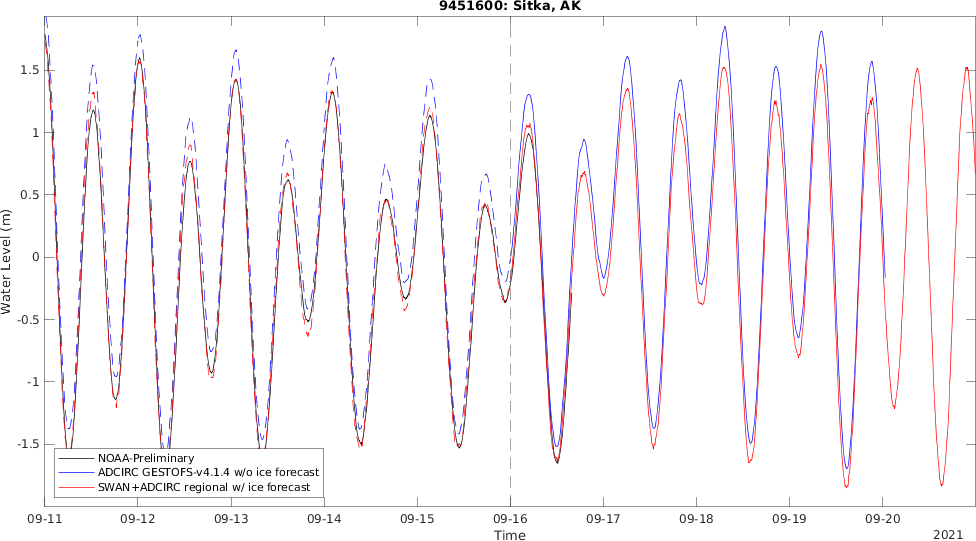 9451600: Sitka, AK
Water Level (m)
1.5
1
0.5
0
-0.5
-1
-1.5
NOAA-Preliminary
ADCIRC GESTOFS-v4.1.4 w/o ice forecast
SWAN+ADCIRC regional w/ ice forecast
09-11 09-12 09-13 09-14 09-15 09-16 09-17 09-18 09-19 09-20
Time
2021